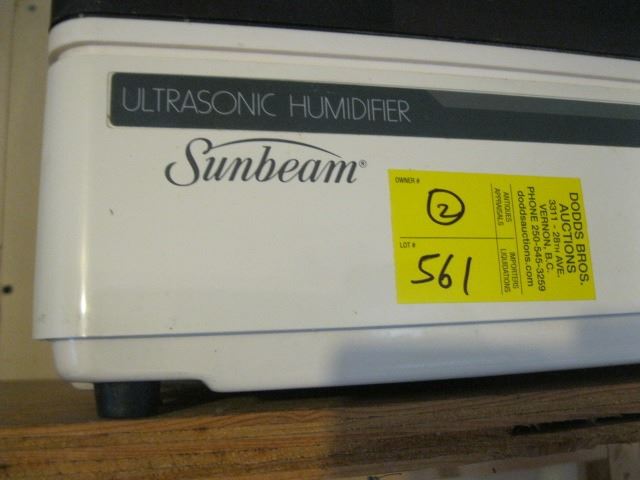 ULTRASONIC HUMIDIFIER
Sunbeam®
OWNER #
2
LOT #
561
ANTIQUES
APPRAISALS
IMPORTERS
LIQUIDATIONS
DODDS BROS.
AUCTIONS
3311 - 28TH AVE.
VERNON, B.C.
PHONE 250-545-3259
doddsauctions.com